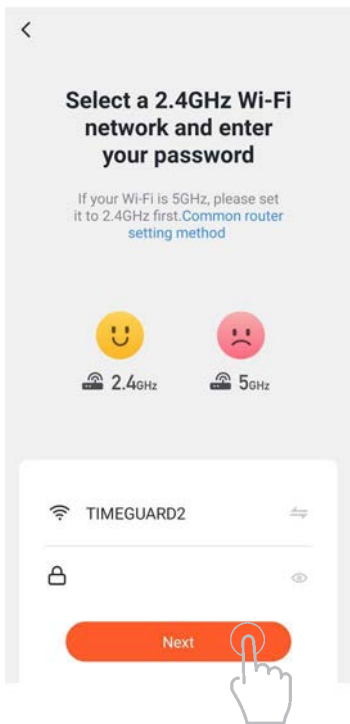 Select a 2.4GHz Wi-Fi
network and enter
your password
If your Wi-Fi is 5GHz, please set
it to 2.4GHz first.Common router
setting method
2.4GHz 5GHz
TIMEGUARD2
Next